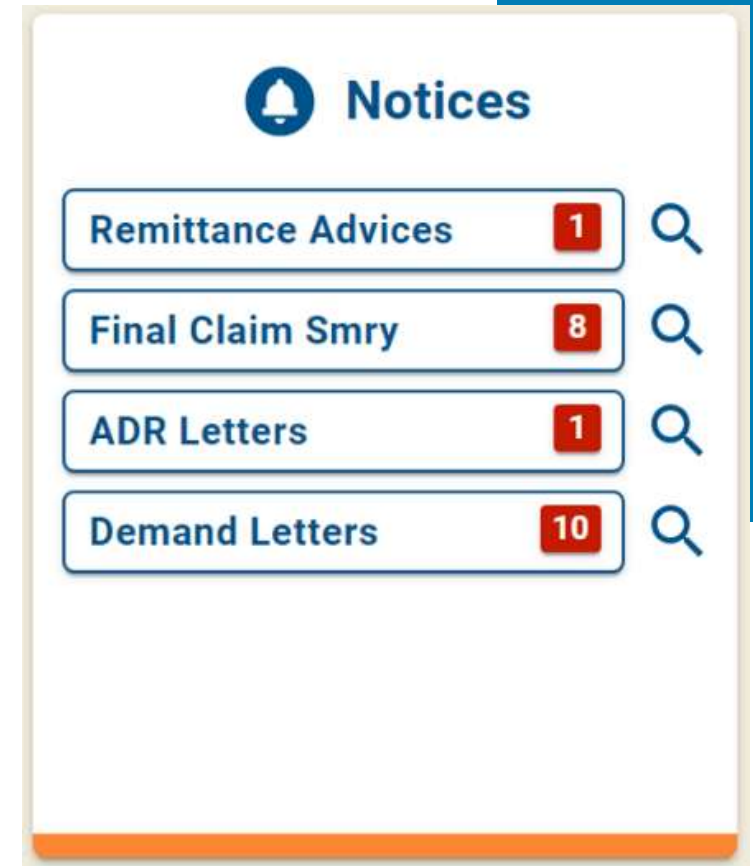 Notices
Remittance Advices 1
Final Claim Smry 8
ADR Letters 1
Demand Letters 10